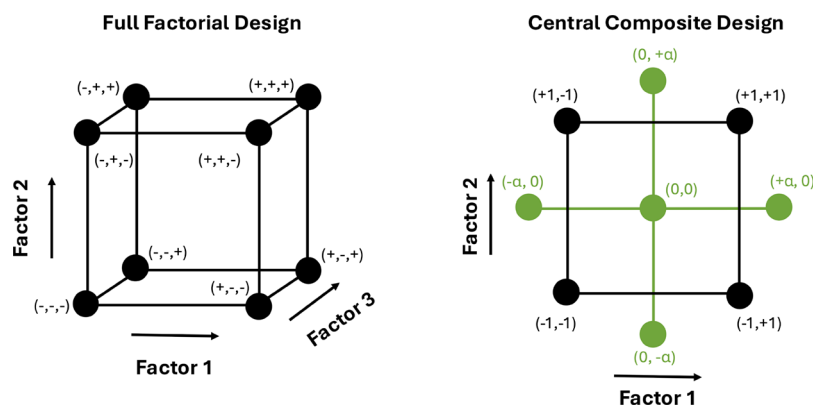 Full Factorial Design
(-,+,+)
(+,+,+)
(-,+,-)
(+,+,-)
Factor 2
(-,-,+)
(+,-,+)
(-,-,-)
(+,-,-)
Factor 3
Factor 1
Central Composite Design
(0, +α)
(+1,-1)
(+1,+1)
(-α, 0)
(0,0)
(+α, 0)
Factor 2
(-1,-1)
(-1,+1)
(0, -α)
Factor 1